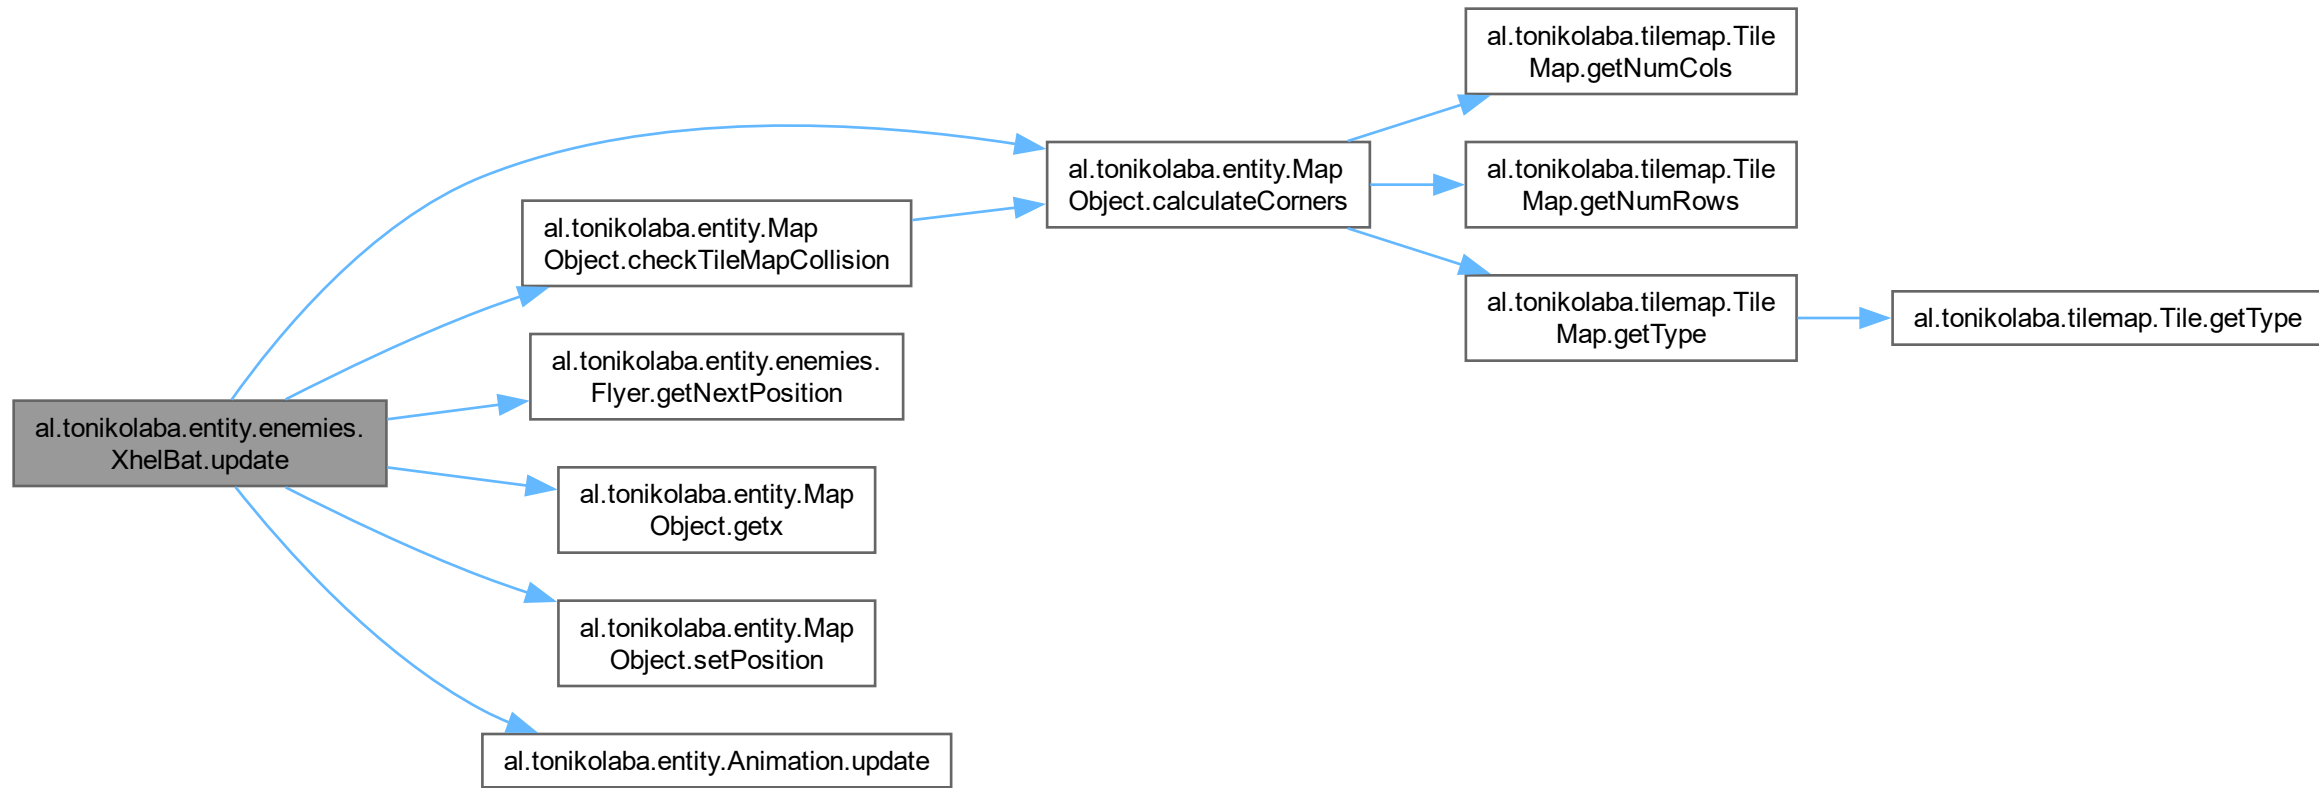 al.tonikolaba.entity.enemies.
XhelBat.update
al.tonikolaba.entity.Map
Object.checkTileMapCollision
al.tonikolaba.entity.enemies.
Flyer.getNextPosition
al.tonikolaba.entity.Map
Object.getx
al.tonikolaba.entity.Map
Object.setPosition
al.tonikolaba.entity.Animation.update
al.tonikolaba.entity.Map
Object.calculateCorners
al.tonikolaba.tilemap.Tile
Map.getNumCols
al.tonikolaba.tilemap.Tile
Map.getNumRows
al.tonikolaba.tilemap.Tile
Map.getType
al.tonikolaba.tilemap.Tile.getType